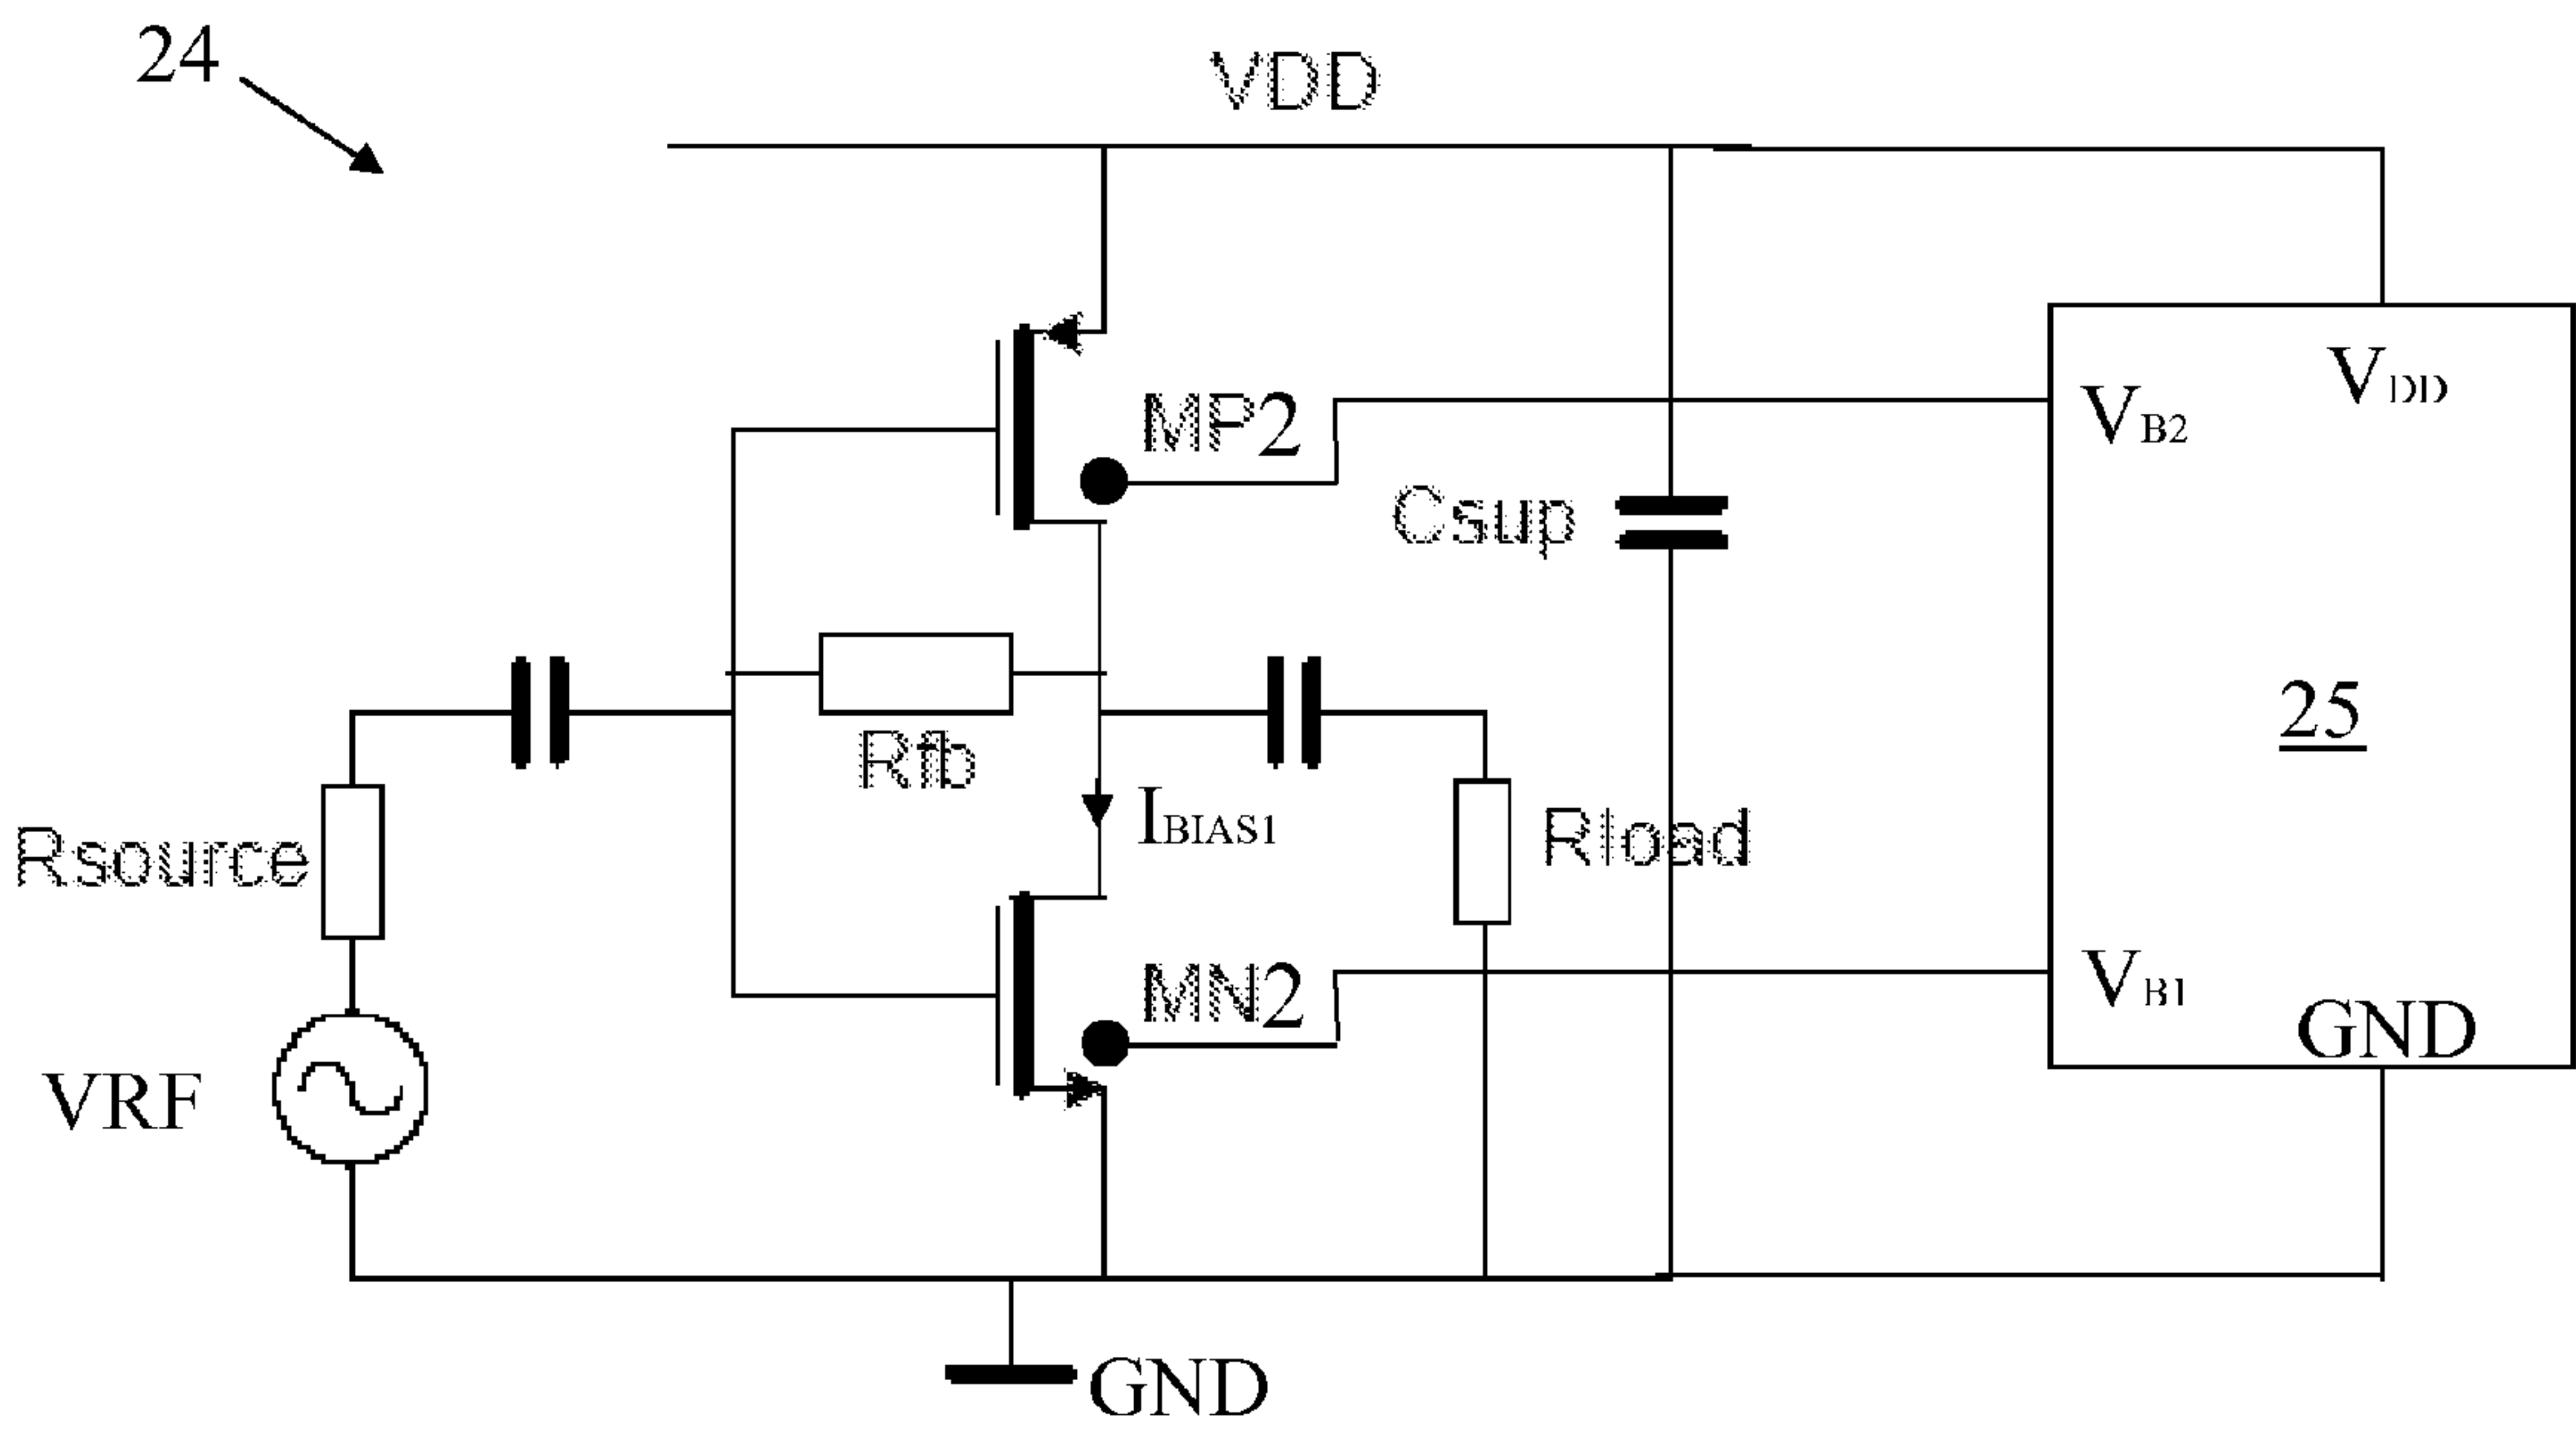 24
VDD
VDD
VB2
MP2
Csup
25
Rfb
IBIAS1
Rsource
Rload
VB1
MN2
GND
VRF
GND